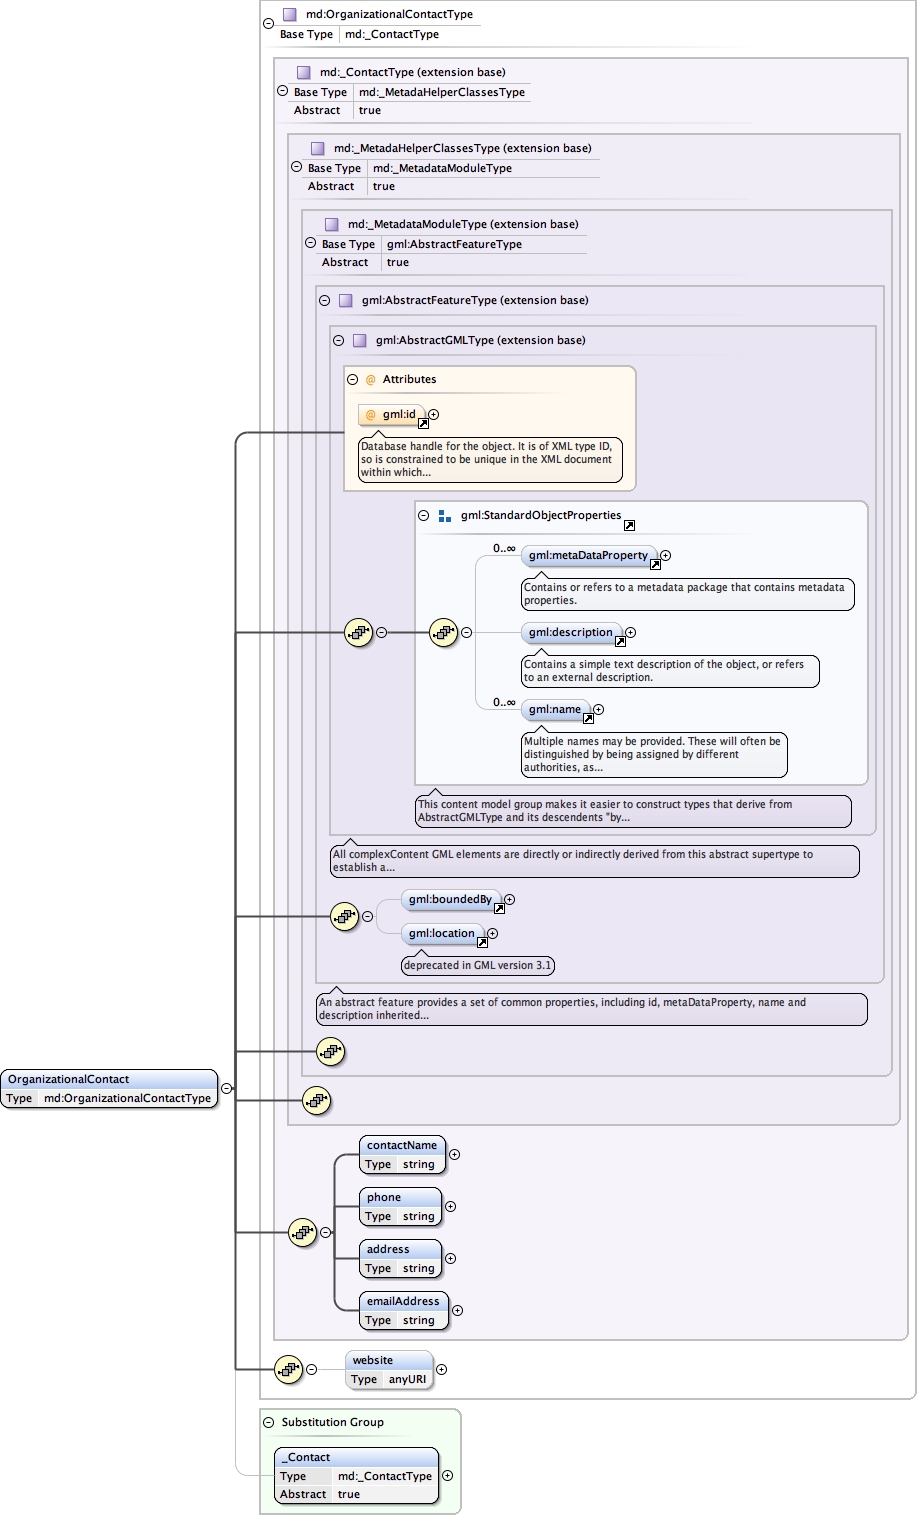 md:OrganizationalContactType
Base Type md:_ContactType
md:_ContactType (extension base)
Base Type md:_MetadaHelperClassesType
Abstract true
md:_MetadaHelperClassesType (extension base)
Base Type md:_MetadataModuleType
Abstract true
md:_MetadataModuleType (extension base)
Base Type gml:AbstractFeatureType
Abstract true
gml:AbstractFeatureType (extension base)
gml:AbstractGMLType (extension base)
@ Attributes
@ gml:id
Database handle for the object. It is of XML type ID,
so is constrained to be unique in the XML document
within which...
gml:StandardObjectProperties
0..∞
gml:metaDataProperty
Contains or refers to a metadata package that contains metadata
properties.
gml:description
Contains a simple text description of the object, or refers
to an external description.
0..∞
gml:name
Multiple names may be provided. These will often be
distinguished by being assigned by different
authorities, as...
This content model group makes it easier to construct types that derive from
AbstractGMLType and its descendents "by...
All complexContent GML elements are directly or indirectly derived from this abstract supertype to
establish a...
gml:boundedBy
gml:location
deprecated in GML version 3.1
An abstract feature provides a set of common properties, including id, metaDataProperty, name and
description inherited...
OrganizationalContact
Type md:OrganizationalContactType
contactName
Type string
phone
Type string
address
Type string
emailAddress
Type string
website
Type anyURI
Substitution Group
_Contact
Type md:_ContactType
Abstract true